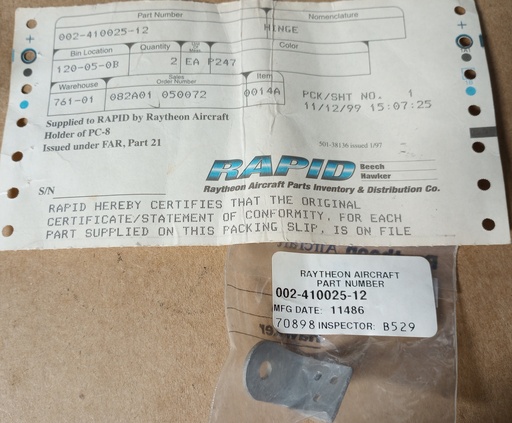 Part Number
Nomenclature
002-410025-12
HINGE
Bin Location
Quantity
Color
120-05-0B
2
EA
P247
Warehouse
Sales
Order Number
Item
761-01
082A01 050072
0014A
PCK/SHT NO. 1
11/12/99 15:07:25
Supplied to RAPID by Raytheon Aircraft
Holder of PC-8
Issued under FAR, Part 21
501-38136 issued 1/97
RAPID
Beech
Hawker
Raytheon Aircraft Parts Inventory & Distribution Co.
S/N
RAPID HEREBY CERTIFIES THAT THE ORIGINAL
CERTIFICATE/STATEMENT OF CONFORMITY, FOR EACH
PART SUPPLIED ON THIS PACKING SLIP, IS ON FILE
RAYTHEON AIRCRAFT
PART NUMBER
002-410025-12
MFG DATE: 11486
70898 INSPECTOR: B529